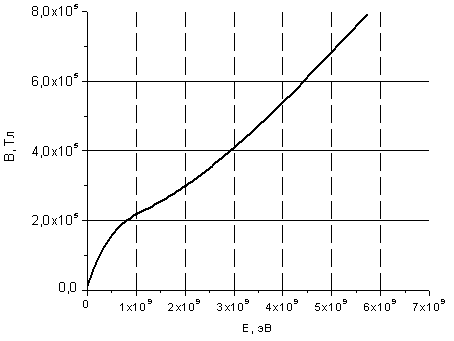 8,0x10⁵
6,0x10⁵
4,0x10⁵
2,0x10⁵
0,0
В, Тл
0
1x10⁹
2x10⁹
3x10⁹
4x10⁹
5x10⁹
6x10⁹
7x10⁹
E, эВ